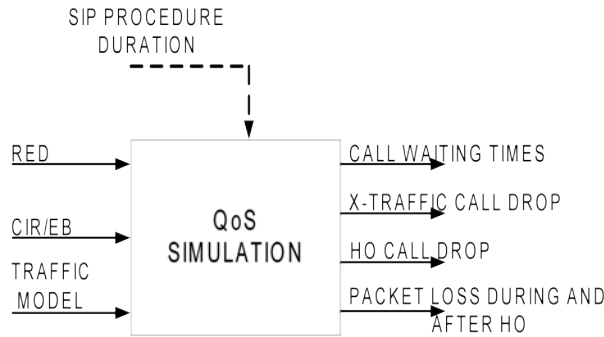 SIP PROCEDURE
DURATION
RED
CIR/EB
TRAFFIC
MODEL
QoS
SIMULATION
CALL WAITING TIMES
X-TRAFFIC CALL DROP
HO CALL DROP
PACKET LOSS DURING AND
AFTER HO